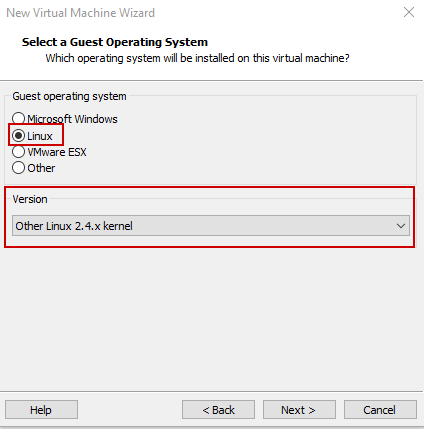 New Virtual Machine Wizard
Select a Guest Operating System
Which operating system will be installed on this virtual machine?
Guest operating system
Microsoft Windows
Linux
VMware ESX
Other
Version
Other Linux 2.4.x kernel
Help
< Back
Next >
Cancel